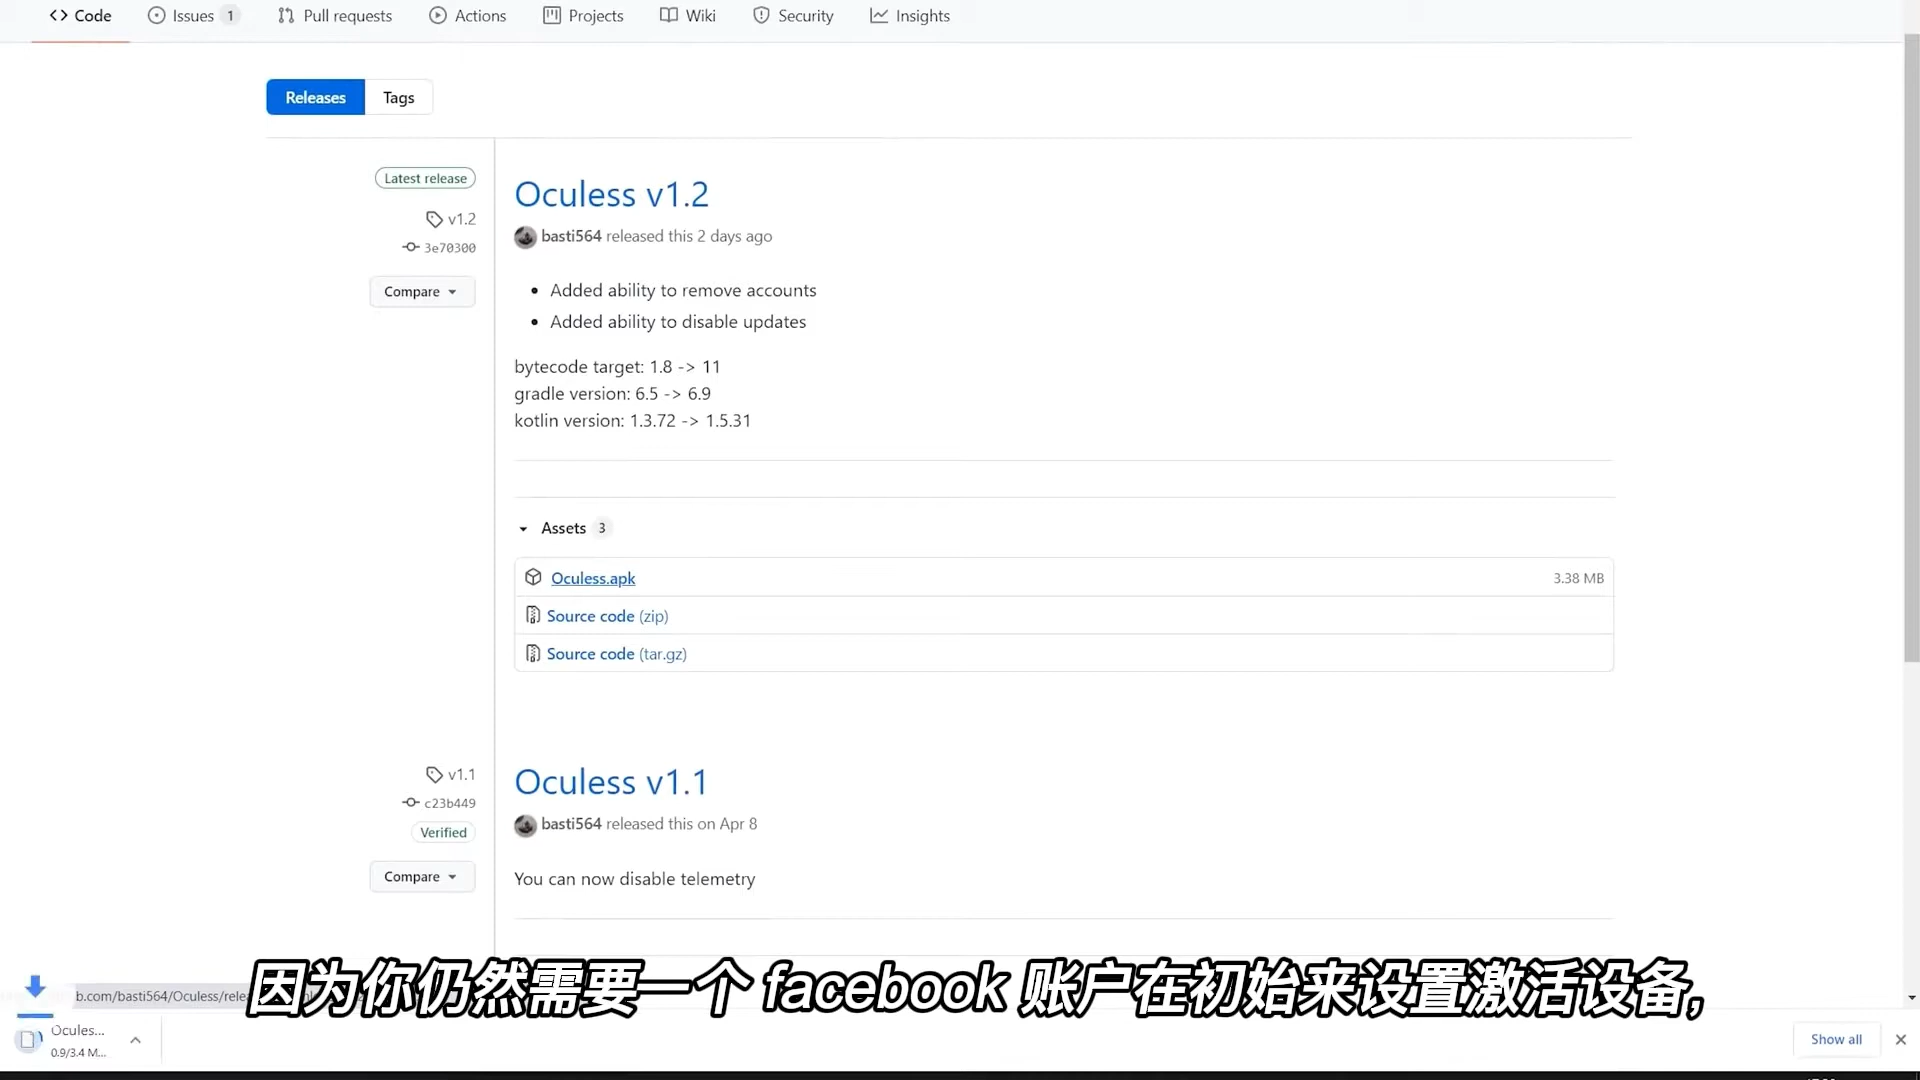 Code
Issues 1
Pull requests
Actions
Projects
Wiki
Security
Insights
Releases
Tags
Latest release
v1.2
3e70300
Compare
Oculess v1.2
basti564 released this 2 days ago
Added ability to remove accounts
Added ability to disable updates
bytecode target: 1.8 -> 11
gradle version: 6.5 -> 6.9
kotlin version: 1.3.72 -> 1.5.31
Assets 3
Oculess.apk 3.38 MB
Source code (zip)
Source code (tar.gz)
v1.1
c23b449
Verified
Compare
Oculess v1.1
basti564 released this on Apr 8
You can now disable telemetry
b.com/basti564/Oculess/rele
因为你仍然需要一个 facebook 账户在初始来设置激活设备,
Ocules...
0.9/3.4 M...
Show all